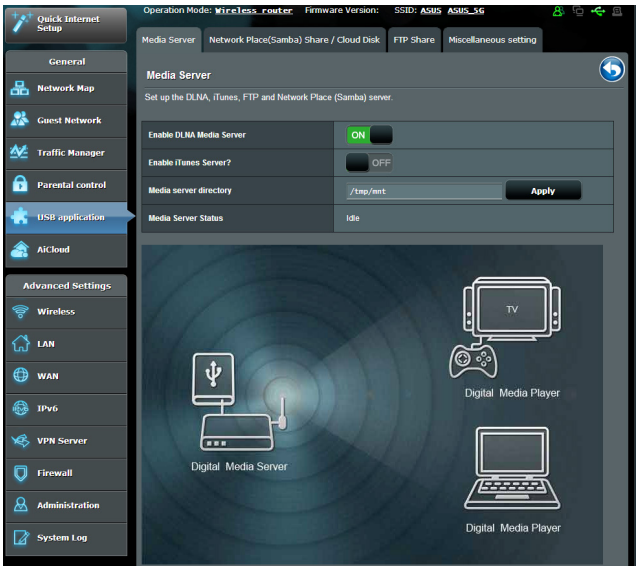 Operation Mode: Wireless router Firmware Version: SSID: ASUS ASUS_5G
Quick Internet
Setup
General
Network Map
Guest Network
Traffic Manager
Parental control
USB application
AiCloud
Advanced Settings
Wireless
LAN
WAN
IPv6
VPN Server
Firewall
Administration
System Log
Media Server
Network Place(Samba) Share / Cloud Disk
FTP Share
Miscellaneous setting
Media Server
Set up the DLNA, iTunes, FTP and Network Place (Samba) server.
Enable DLNA Media Server ON
Enable iTunes Server? OFF
Media server directory /tmp/mnt Apply
Media Server Status Idle
TV
Digital Media Player
Digital Media Server
Digital Media Player